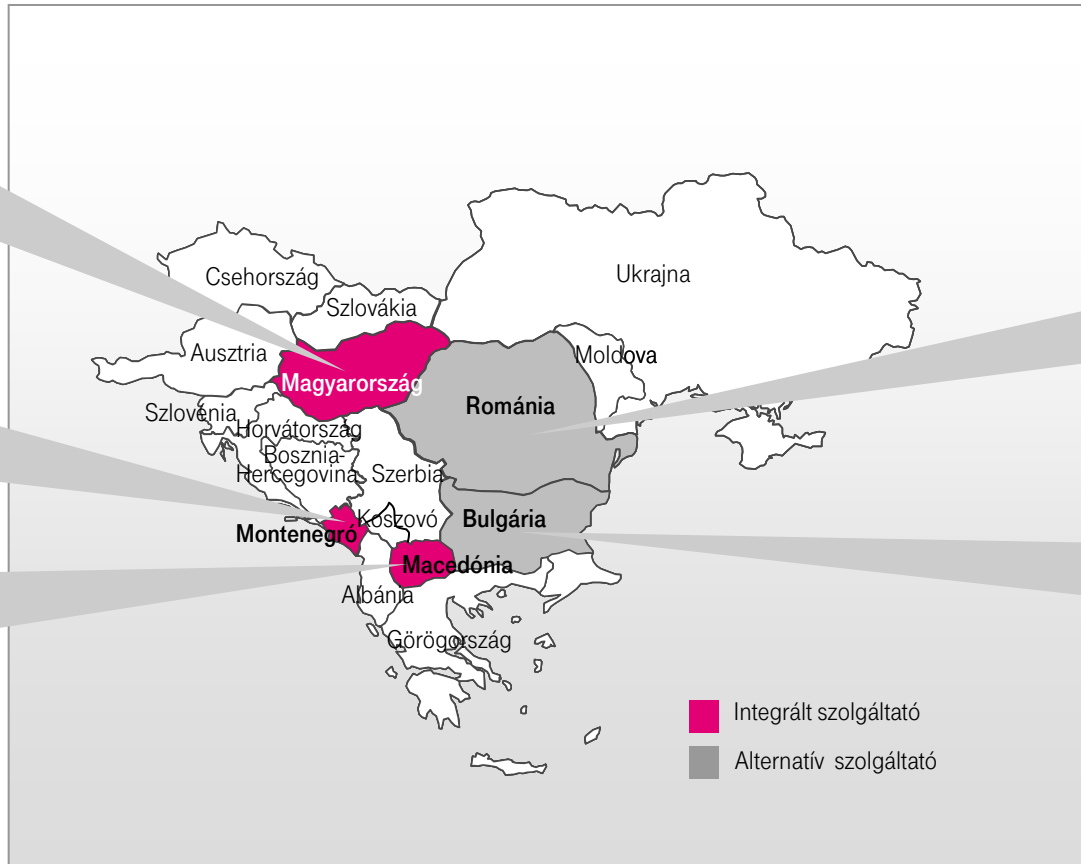 Csehország
Ukrajna
Szlovákia
Ausztria
Moldova
Magyarország
Románia
Szlovénia
Horvátország
Bosznia-
Hercegovina
Szerbia
Koszovó
Bulgária
Montenegró
Macedónia
Albánia
Görögország
Integrált szolgáltató
Alternatív szolgáltató